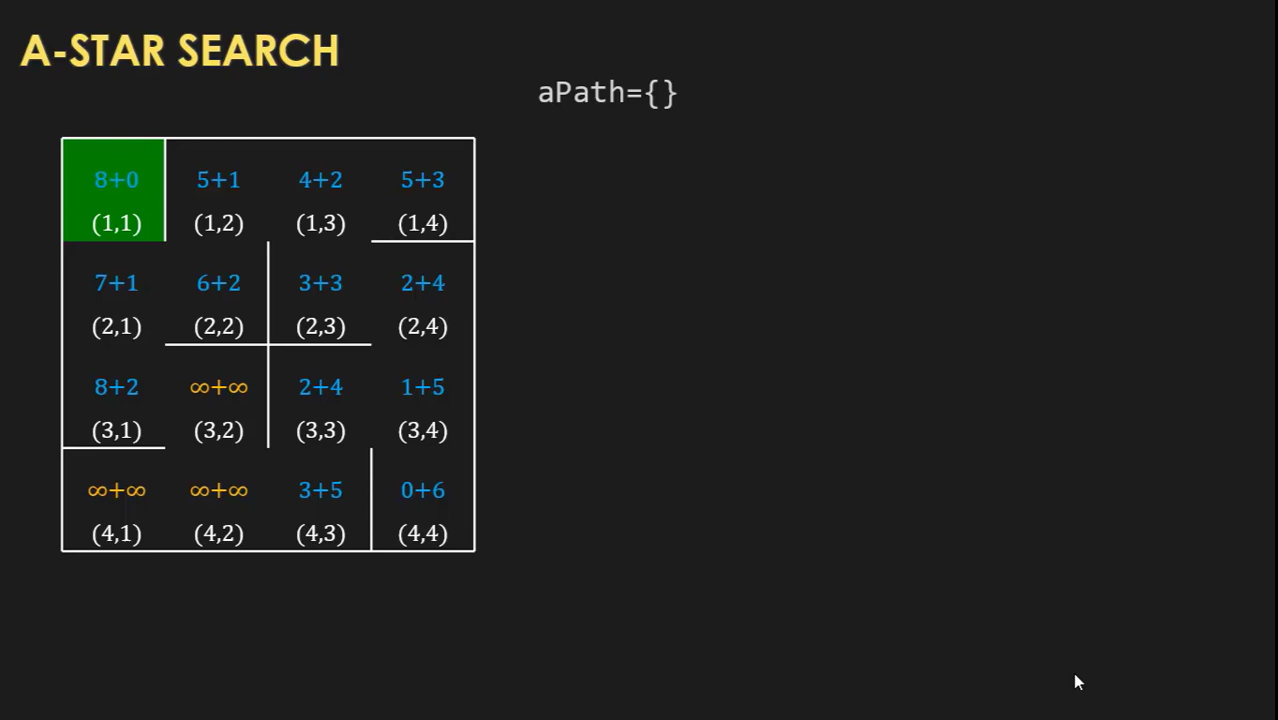 A-STAR SEARCH
aPath={}
8+0 5+1 4+2 5+3
(1,1) (1,2) (1,3) (1,4)
7+1 6+2 3+3 2+4
(2,1) (2,2) (2,3) (2,4)
8+2 ∞+∞ 2+4 1+5
(3,1) (3,2) (3,3) (3,4)
∞+∞ ∞+∞ 3+5 0+6
(4,1) (4,2) (4,3) (4,4)